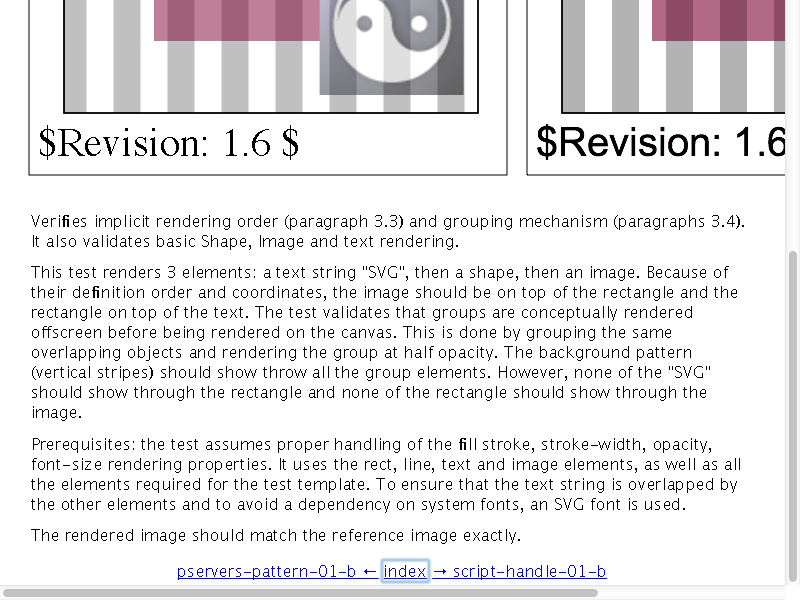 $Revision: 1.6 $
$Revision: 1.6
Verifies implicit rendering order (paragraph 3.3) and grouping mechanism (paragraphs 3.4).
It also validates basic Shape, Image and text rendering.
This test renders 3 elements: a text string "SVG", then a shape, then an image. Because of
their definition order and coordinates, the image should be on top of the rectangle and the
rectangle on top of the text. The test validates that groups are conceptually rendered
offscreen before being rendered on the canvas. This is done by grouping the same
overlapping objects and rendering the group at half opacity. The background pattern
(vertical stripes) should show throw all the group elements. However, none of the "SVG"
should show through the rectangle and none of the rectangle should show through the
image.
Prerequisites: the test assumes proper handling of the fill stroke, stroke-width, opacity,
font-size rendering properties. It uses the rect, line, text and image elements, as well as all
the elements required for the test template. To ensure that the text string is overlapped by
the other elements and to avoid a dependency on system fonts, an SVG font is used.
The rendered image should match the reference image exactly.
pservers-pattern-01-b ← index → script-handle-01-b